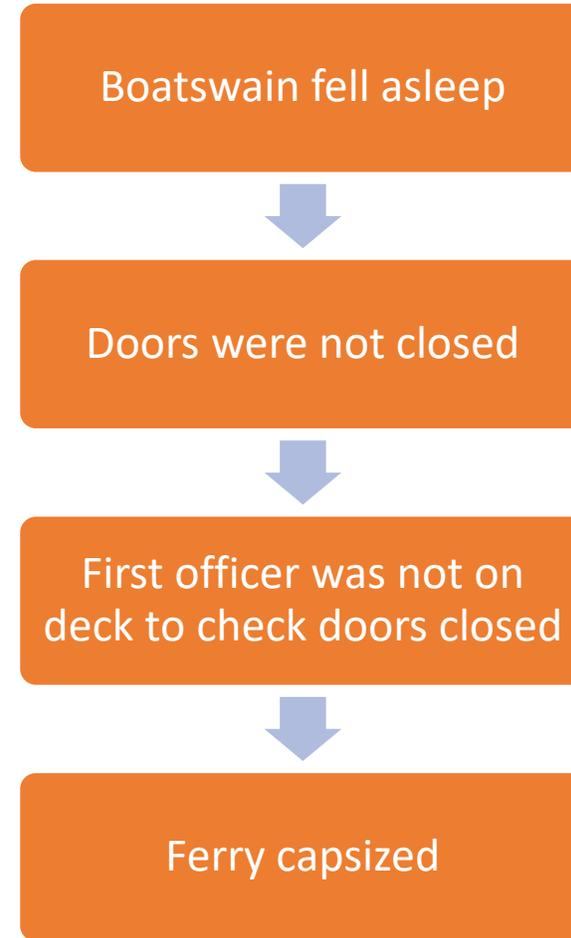 Boatswain fell asleep
Doors were not closed
First officer was not on
deck to check doors closed
Ferry capsized